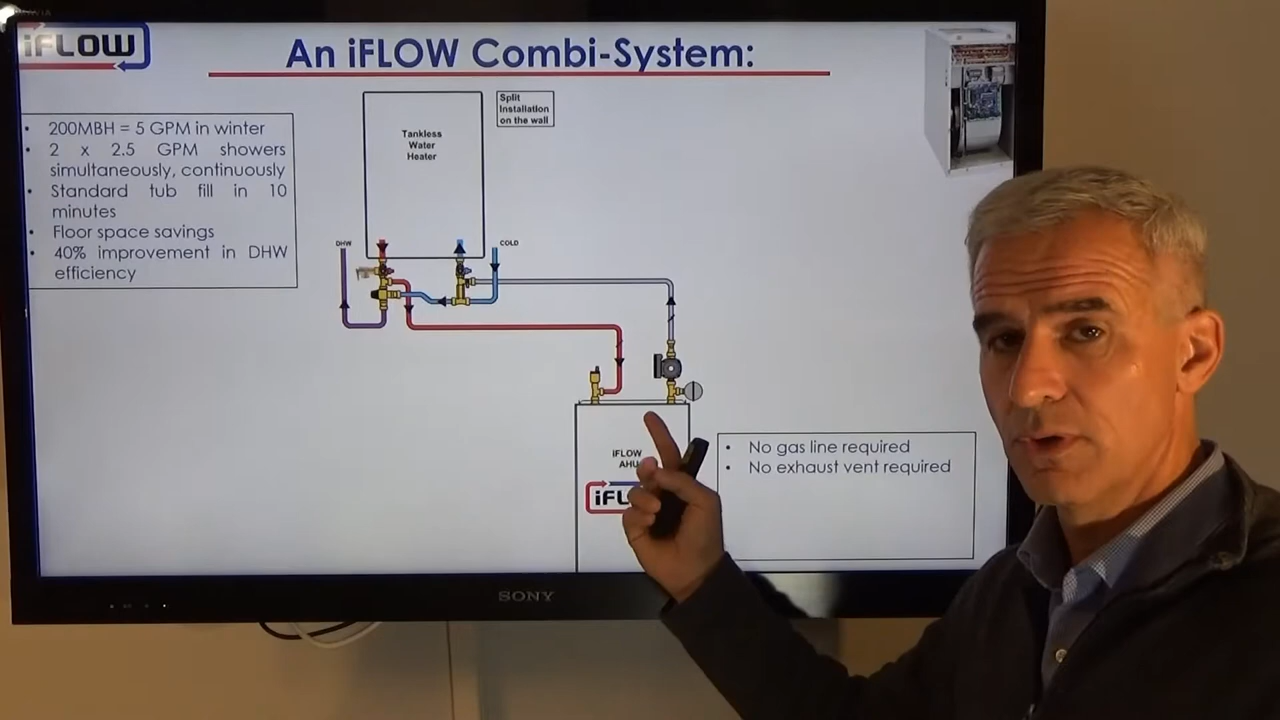 iFLOW
An iFLOW Combi-System:
• 200MBH = 5 GPM in winter
• 2 x 2.5 GPM showers
simultaneously, continuously
• Standard tub fill in 10
minutes
• Floor space savings
• 40% improvement in DHW
efficiency
Split
Installation
on the wall
Tankless
Water
Heater
DHW
COLD
iFLOW
AHU
iFL
• No gas line required
• No exhaust vent required
SONY